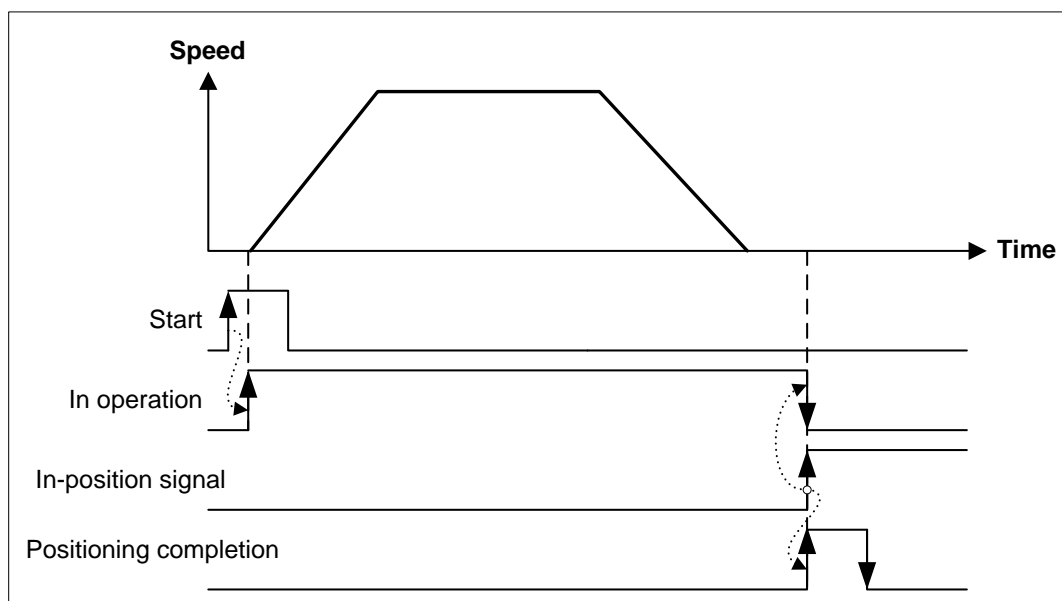 Speed
Time
Start
In operation
In-position signal
Positioning completion